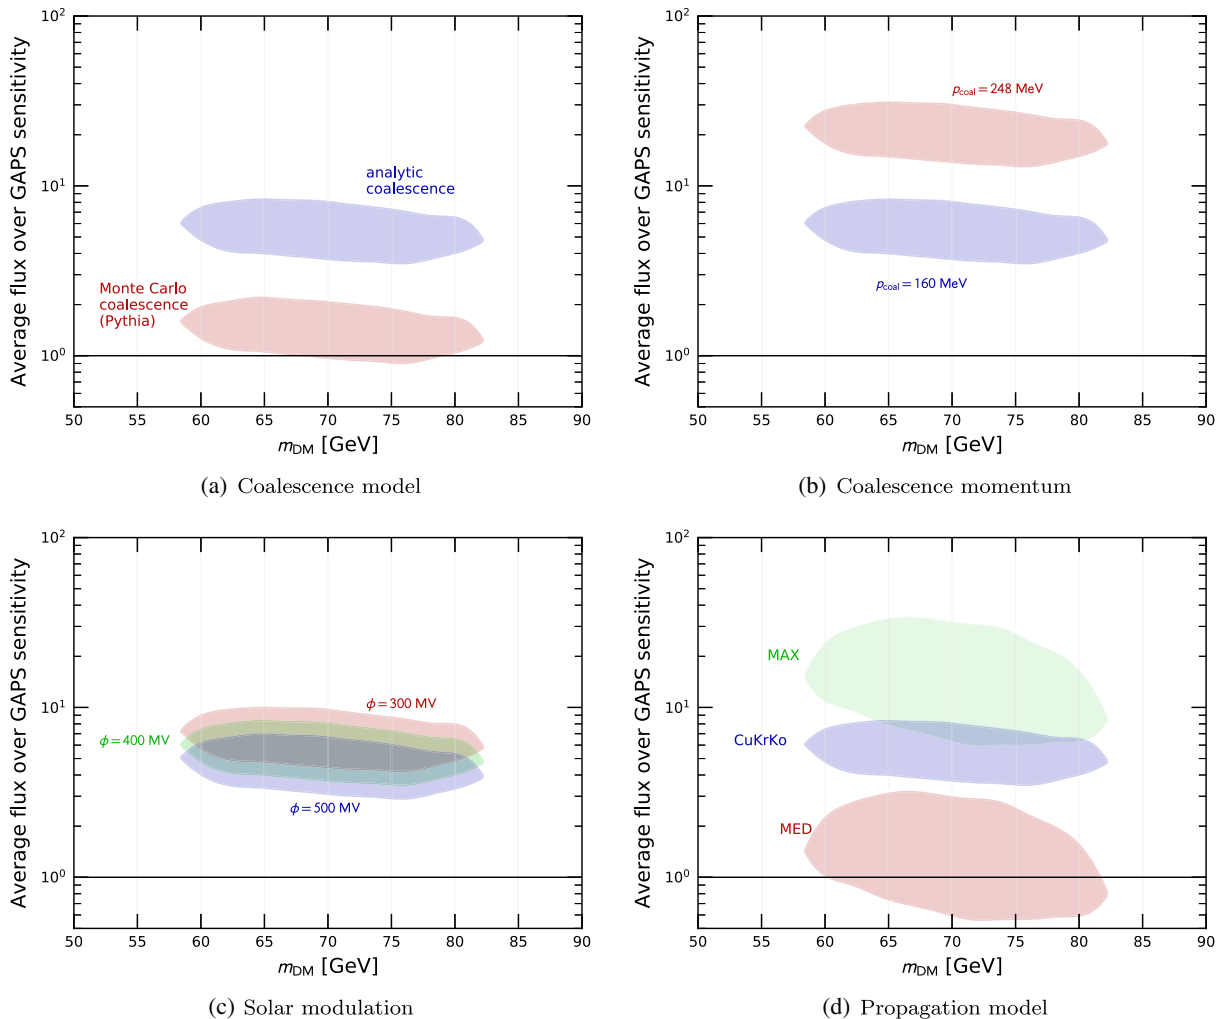 10²
10¹
10⁰
Average flux over GAPS sensitivity
analytic
coalescence
Monte Carlo
coalescence
(Pythia)
50 55 60 65 70 75 80 85 90
m_DM [GeV]
(a) Coalescence model
10²
10¹
10⁰
Average flux over GAPS sensitivity
p_coal = 248 MeV
p_coal = 160 MeV
50 55 60 65 70 75 80 85 90
m_DM [GeV]
(b) Coalescence momentum
10²
10¹
10⁰
Average flux over GAPS sensitivity
ϕ = 300 MV
ϕ = 400 MV
ϕ = 500 MV
50 55 60 65 70 75 80 85 90
m_DM [GeV]
(c) Solar modulation
10²
10¹
10⁰
Average flux over GAPS sensitivity
MAX
CuKrKo
MED
50 55 60 65 70 75 80 85 90
m_DM [GeV]
(d) Propagation model